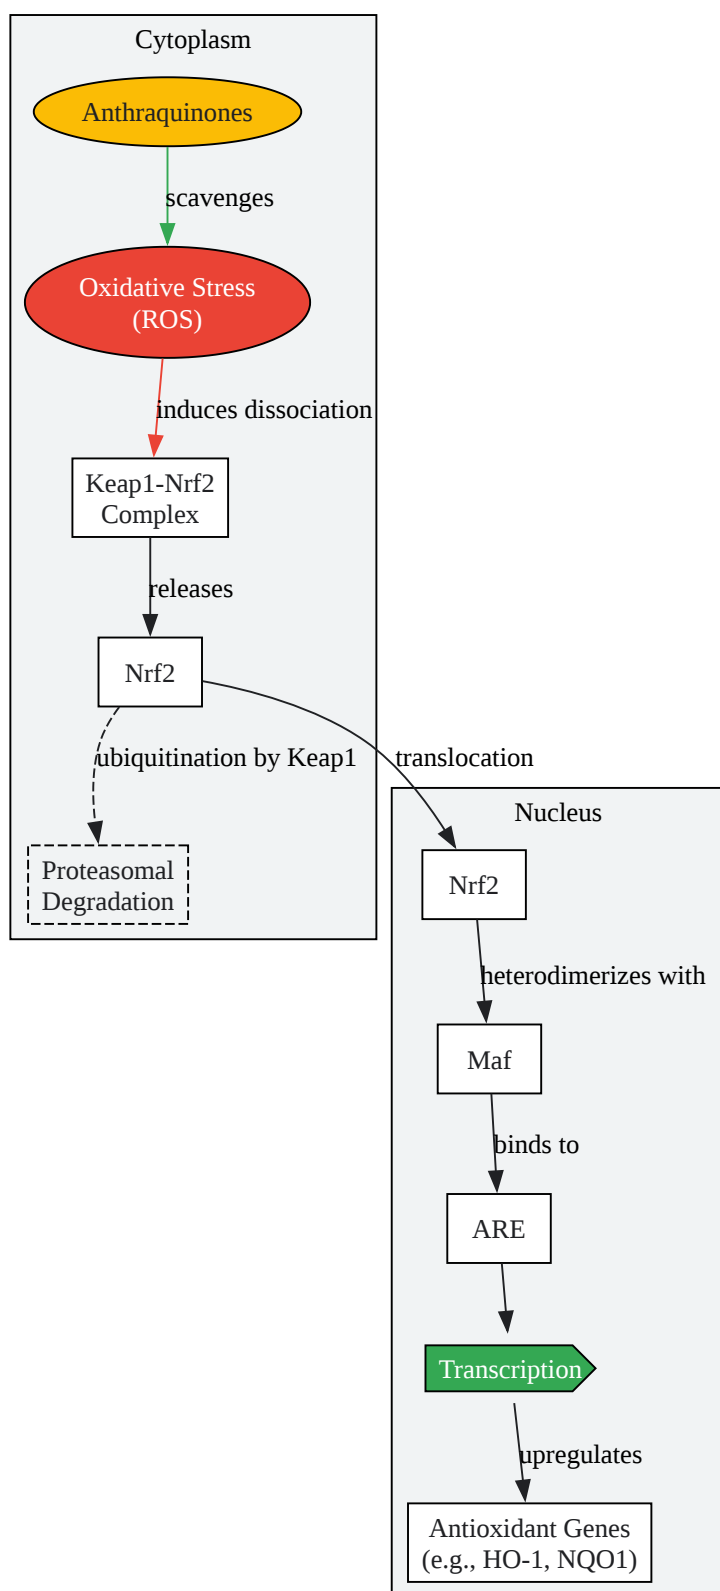 Cytoplasm
Anthraquinones
scavenges
Oxidative Stress
(ROS)
induces dissociation
Keap1-Nrf2
Complex
releases
Nrf2
ubiquitination by Keap1
translocation
Proteasomal
Degradation
Nucleus
Nrf2
heterodimerizes with
Maf
binds to
ARE
Transcription
upregulates
Antioxidant Genes
(e.g., HO-1, NQO1)